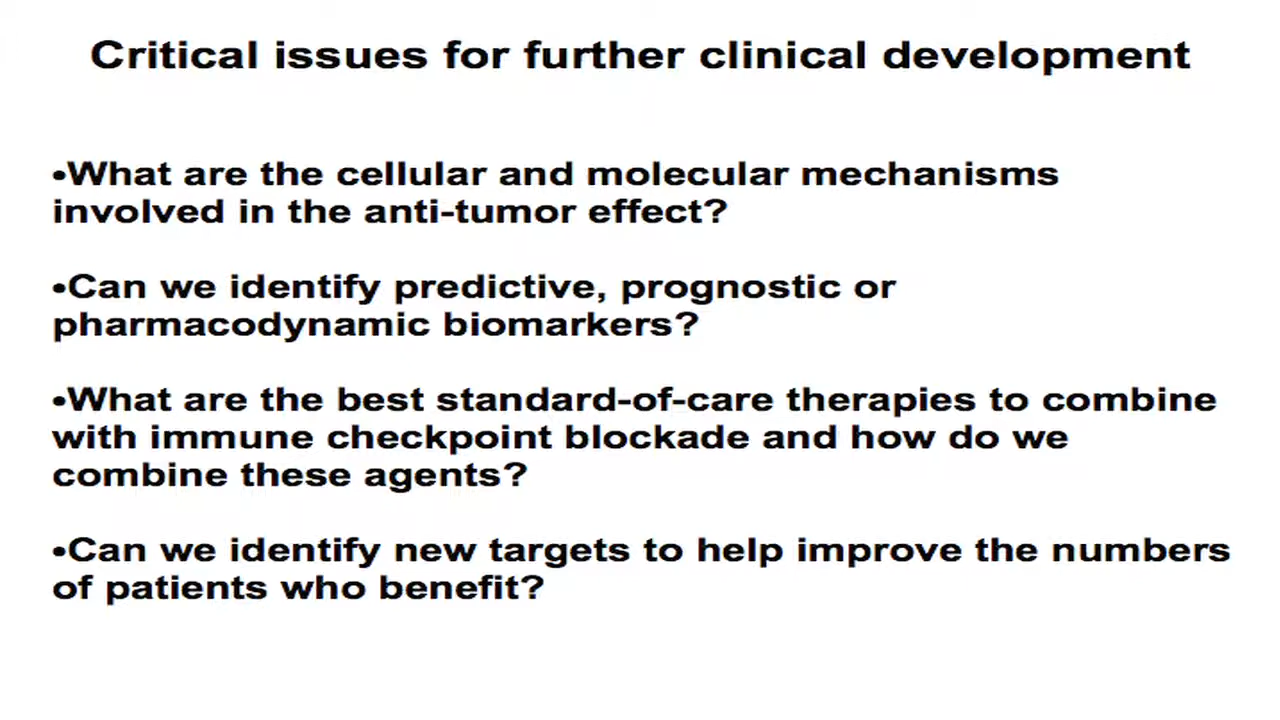 Critical issues for further clinical development
•What are the cellular and molecular mechanisms
involved in the anti-tumor effect?
•Can we identify predictive, prognostic or
pharmacodynamic biomarkers?
•What are the best standard-of-care therapies to combine
with immune checkpoint blockade and how do we
combine these agents?
•Can we identify new targets to help improve the numbers
of patients who benefit?